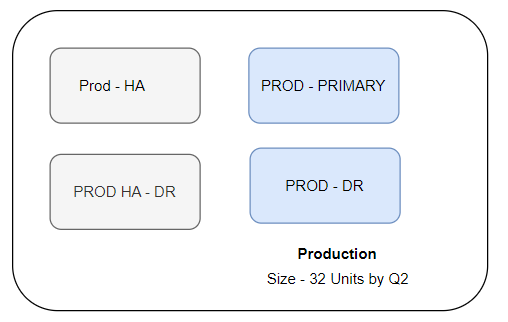 Prod - HA
PROD - PRIMARY
PROD HA - DR
PROD - DR
Production
Size - 32 Units by Q2